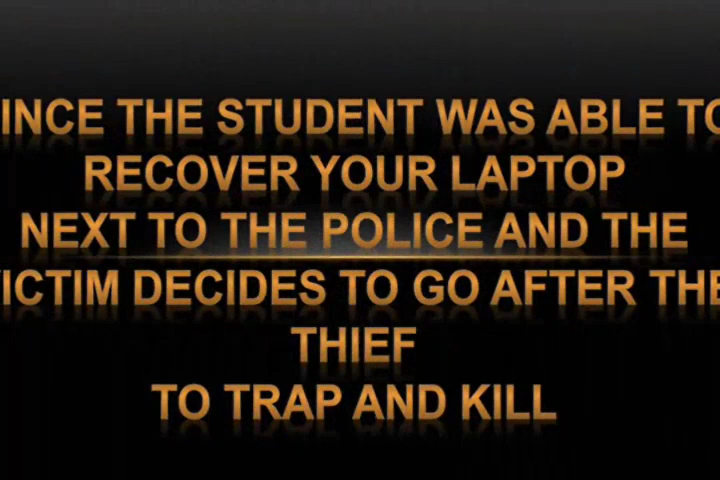 INCE THE STUDENT WAS ABLE TO
RECOVER YOUR LAPTOP
NEXT TO THE POLICE AND THE
VICTIM DECIDES TO GO AFTER THE
THIEF
TO TRAP AND KILL